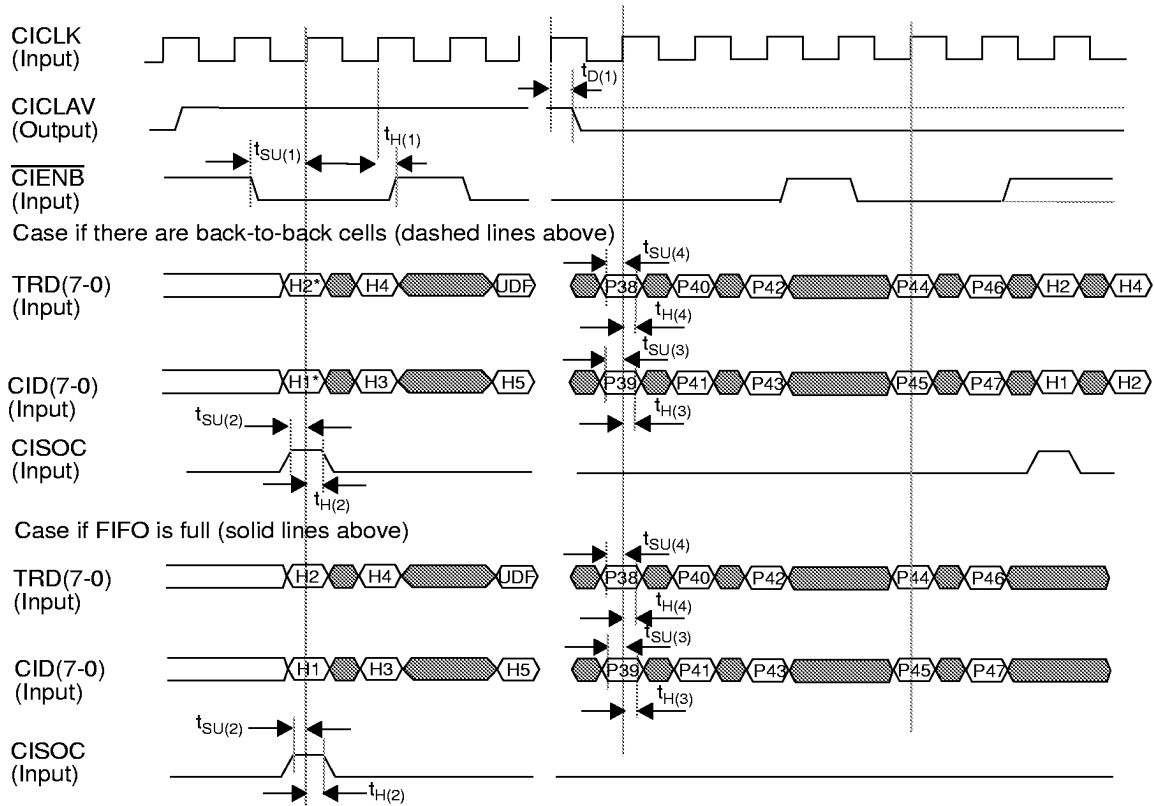 CICLK
(Input)
tD(1)
CICLAV
(Output)
tSU(1)
tH(1)
CIENB
(Input)
Case if there are back-to-back cells (dashed lines above)
tSU(4)
TRD(7-0)
(Input)
H2* H4 UDF P38 P40 P42 P44 P46 H2 H4
tH(4)
tSU(3)
CID(7-0)
(Input)
H1* H3 H5 P39 P41 P43 P45 P47 H1 H2
tSU(2)
tH(3)
CISOC
(Input)
tH(2)
Case if FIFO is full (solid lines above)
tSU(4)
TRD(7-0)
(Input)
H2 H4 UDF P38 P40 P42 P44 P46
tH(4)
tSU(3)
CID(7-0)
(Input)
H1 H3 H5 P39 P41 P43 P45 P47
tH(3)
tSU(2)
CISOC
(Input)
tH(2)